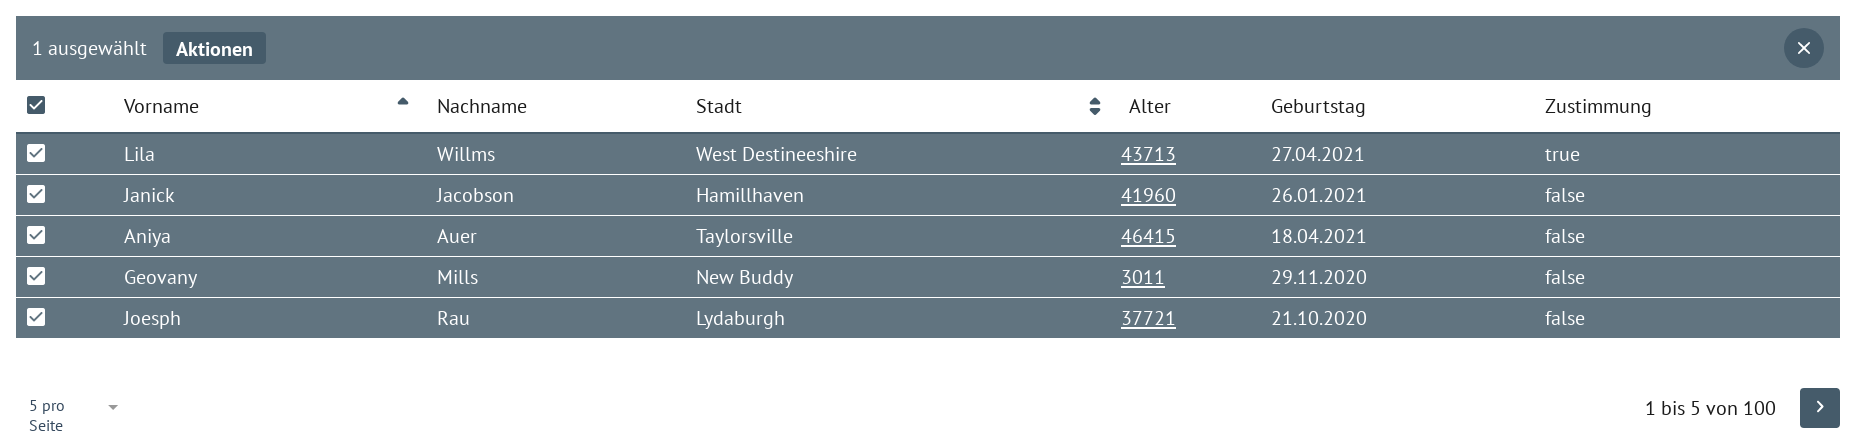 1 ausgewählt Aktionen
Vorname Nachname Stadt Alter Geburtstag Zustimmung
Lila Willms West Destineeshire 43713 27.04.2021 true
Janick Jacobson Hamillhaven 41960 26.01.2021 false
Aniya Auer Taylorsville 46415 18.04.2021 false
Geovany Mills New Buddy 3011 29.11.2020 false
Joesph Rau Lydaburgh 37721 21.10.2020 false
5 pro
Seite
1 bis 5 von 100